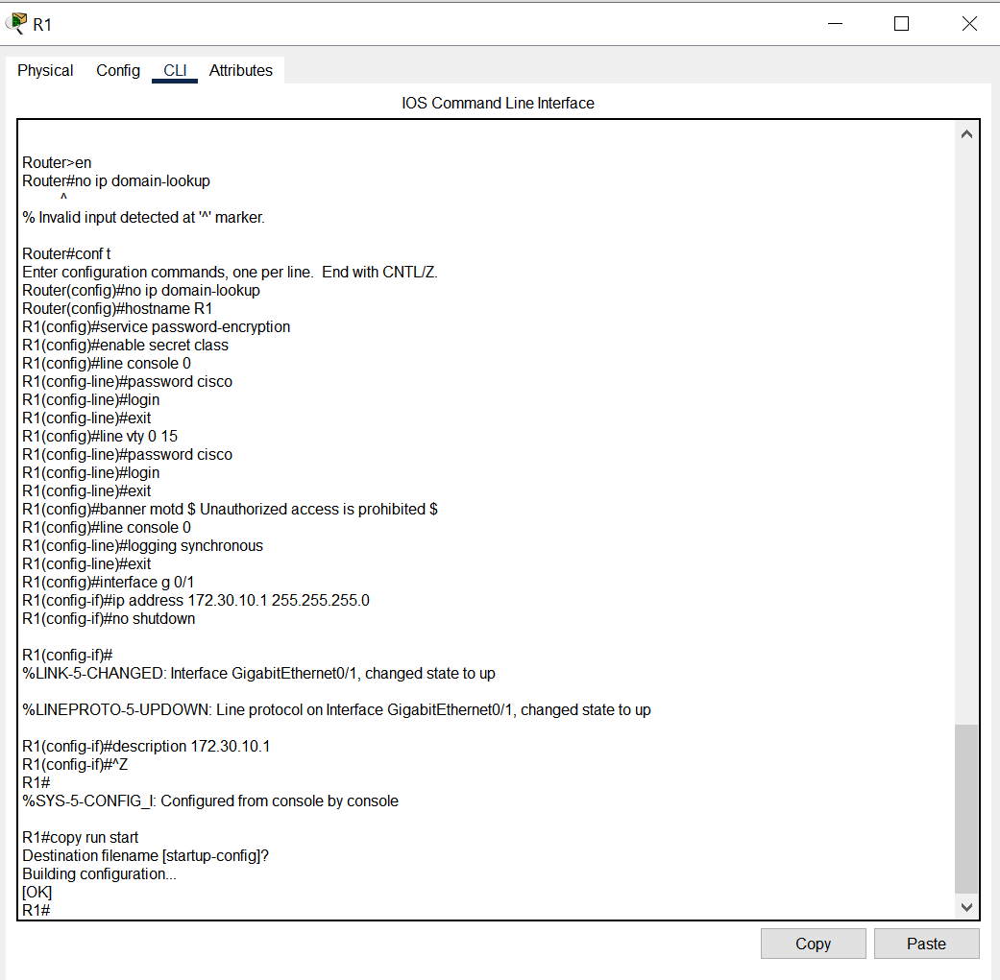 R1
Physical Config CLI Attributes
IOS Command Line Interface
Router>en
Router#no ip domain-lookup
^
% Invalid input detected at '^' marker.
Router#conf t
Enter configuration commands, one per line.  End with CNTL/Z.
Router(config)#no ip domain-lookup
Router(config)#hostname R1
R1(config)#service password-encryption
R1(config)#enable secret class
R1(config)#line console 0
R1(config-line)#password cisco
R1(config-line)#login
R1(config-line)#exit
R1(config)#line vty 0 15
R1(config-line)#password cisco
R1(config-line)#login
R1(config-line)#exit
R1(config)#banner motd $ Unauthorized access is prohibited $
R1(config)#line console 0
R1(config-line)#logging synchronous
R1(config-line)#exit
R1(config)#interface g 0/1
R1(config-if)#ip address 172.30.10.1 255.255.255.0
R1(config-if)#no shutdown
R1(config-if)#
%LINK-5-CHANGED: Interface GigabitEthernet0/1, changed state to up
%LINEPROTO-5-UPDOWN: Line protocol on Interface GigabitEthernet0/1, changed state to up
R1(config-if)#description 172.30.10.1
R1(config-if)#^Z
R1#
%SYS-5-CONFIG_I: Configured from console by console
R1#copy run start
Destination filename [startup-config]?
Building configuration...
[OK]
R1#
Copy Paste